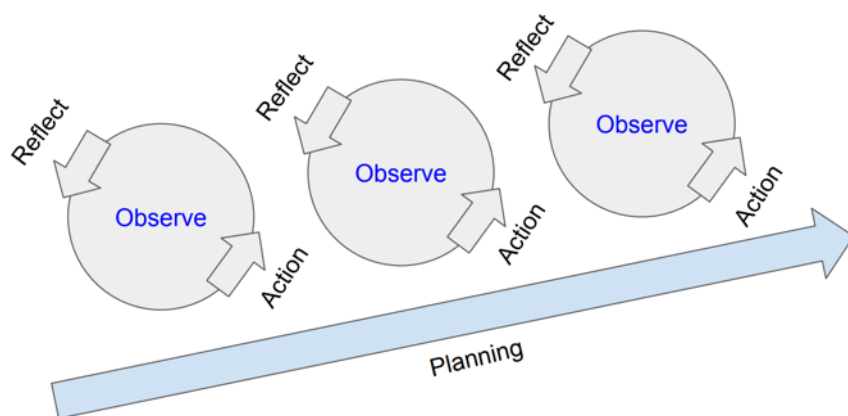 Reflect
Observe
Action
Reflect
Observe
Action
Reflect
Observe
Action
Planning